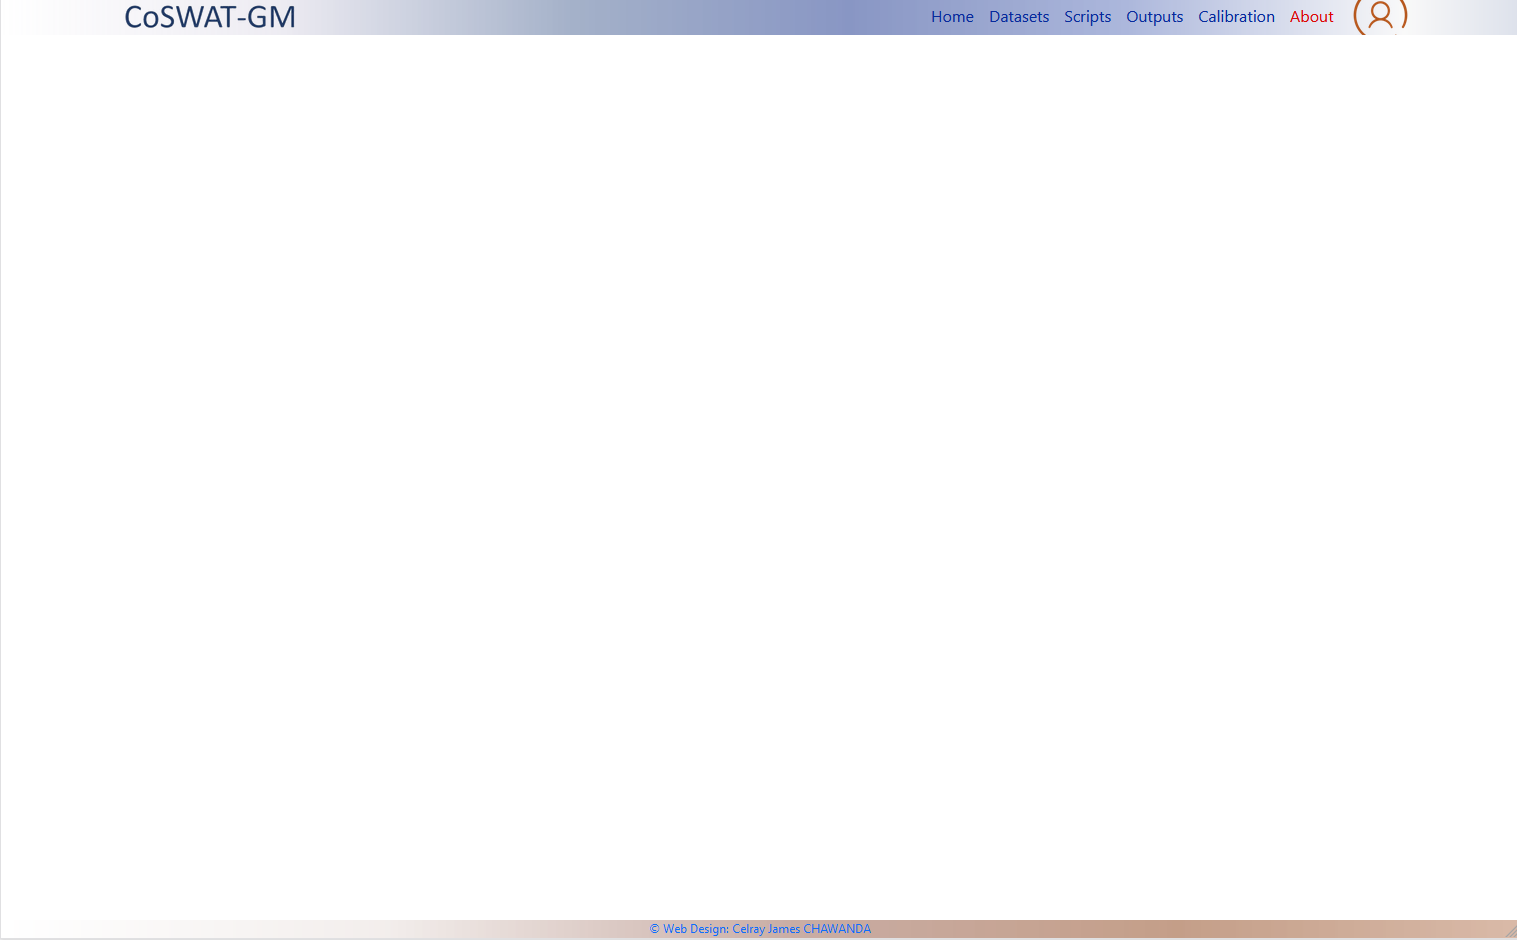 CoSWAT-GM Home Datasets Scripts Outputs Calibration About
© Web Design: Celray James CHAWANDA